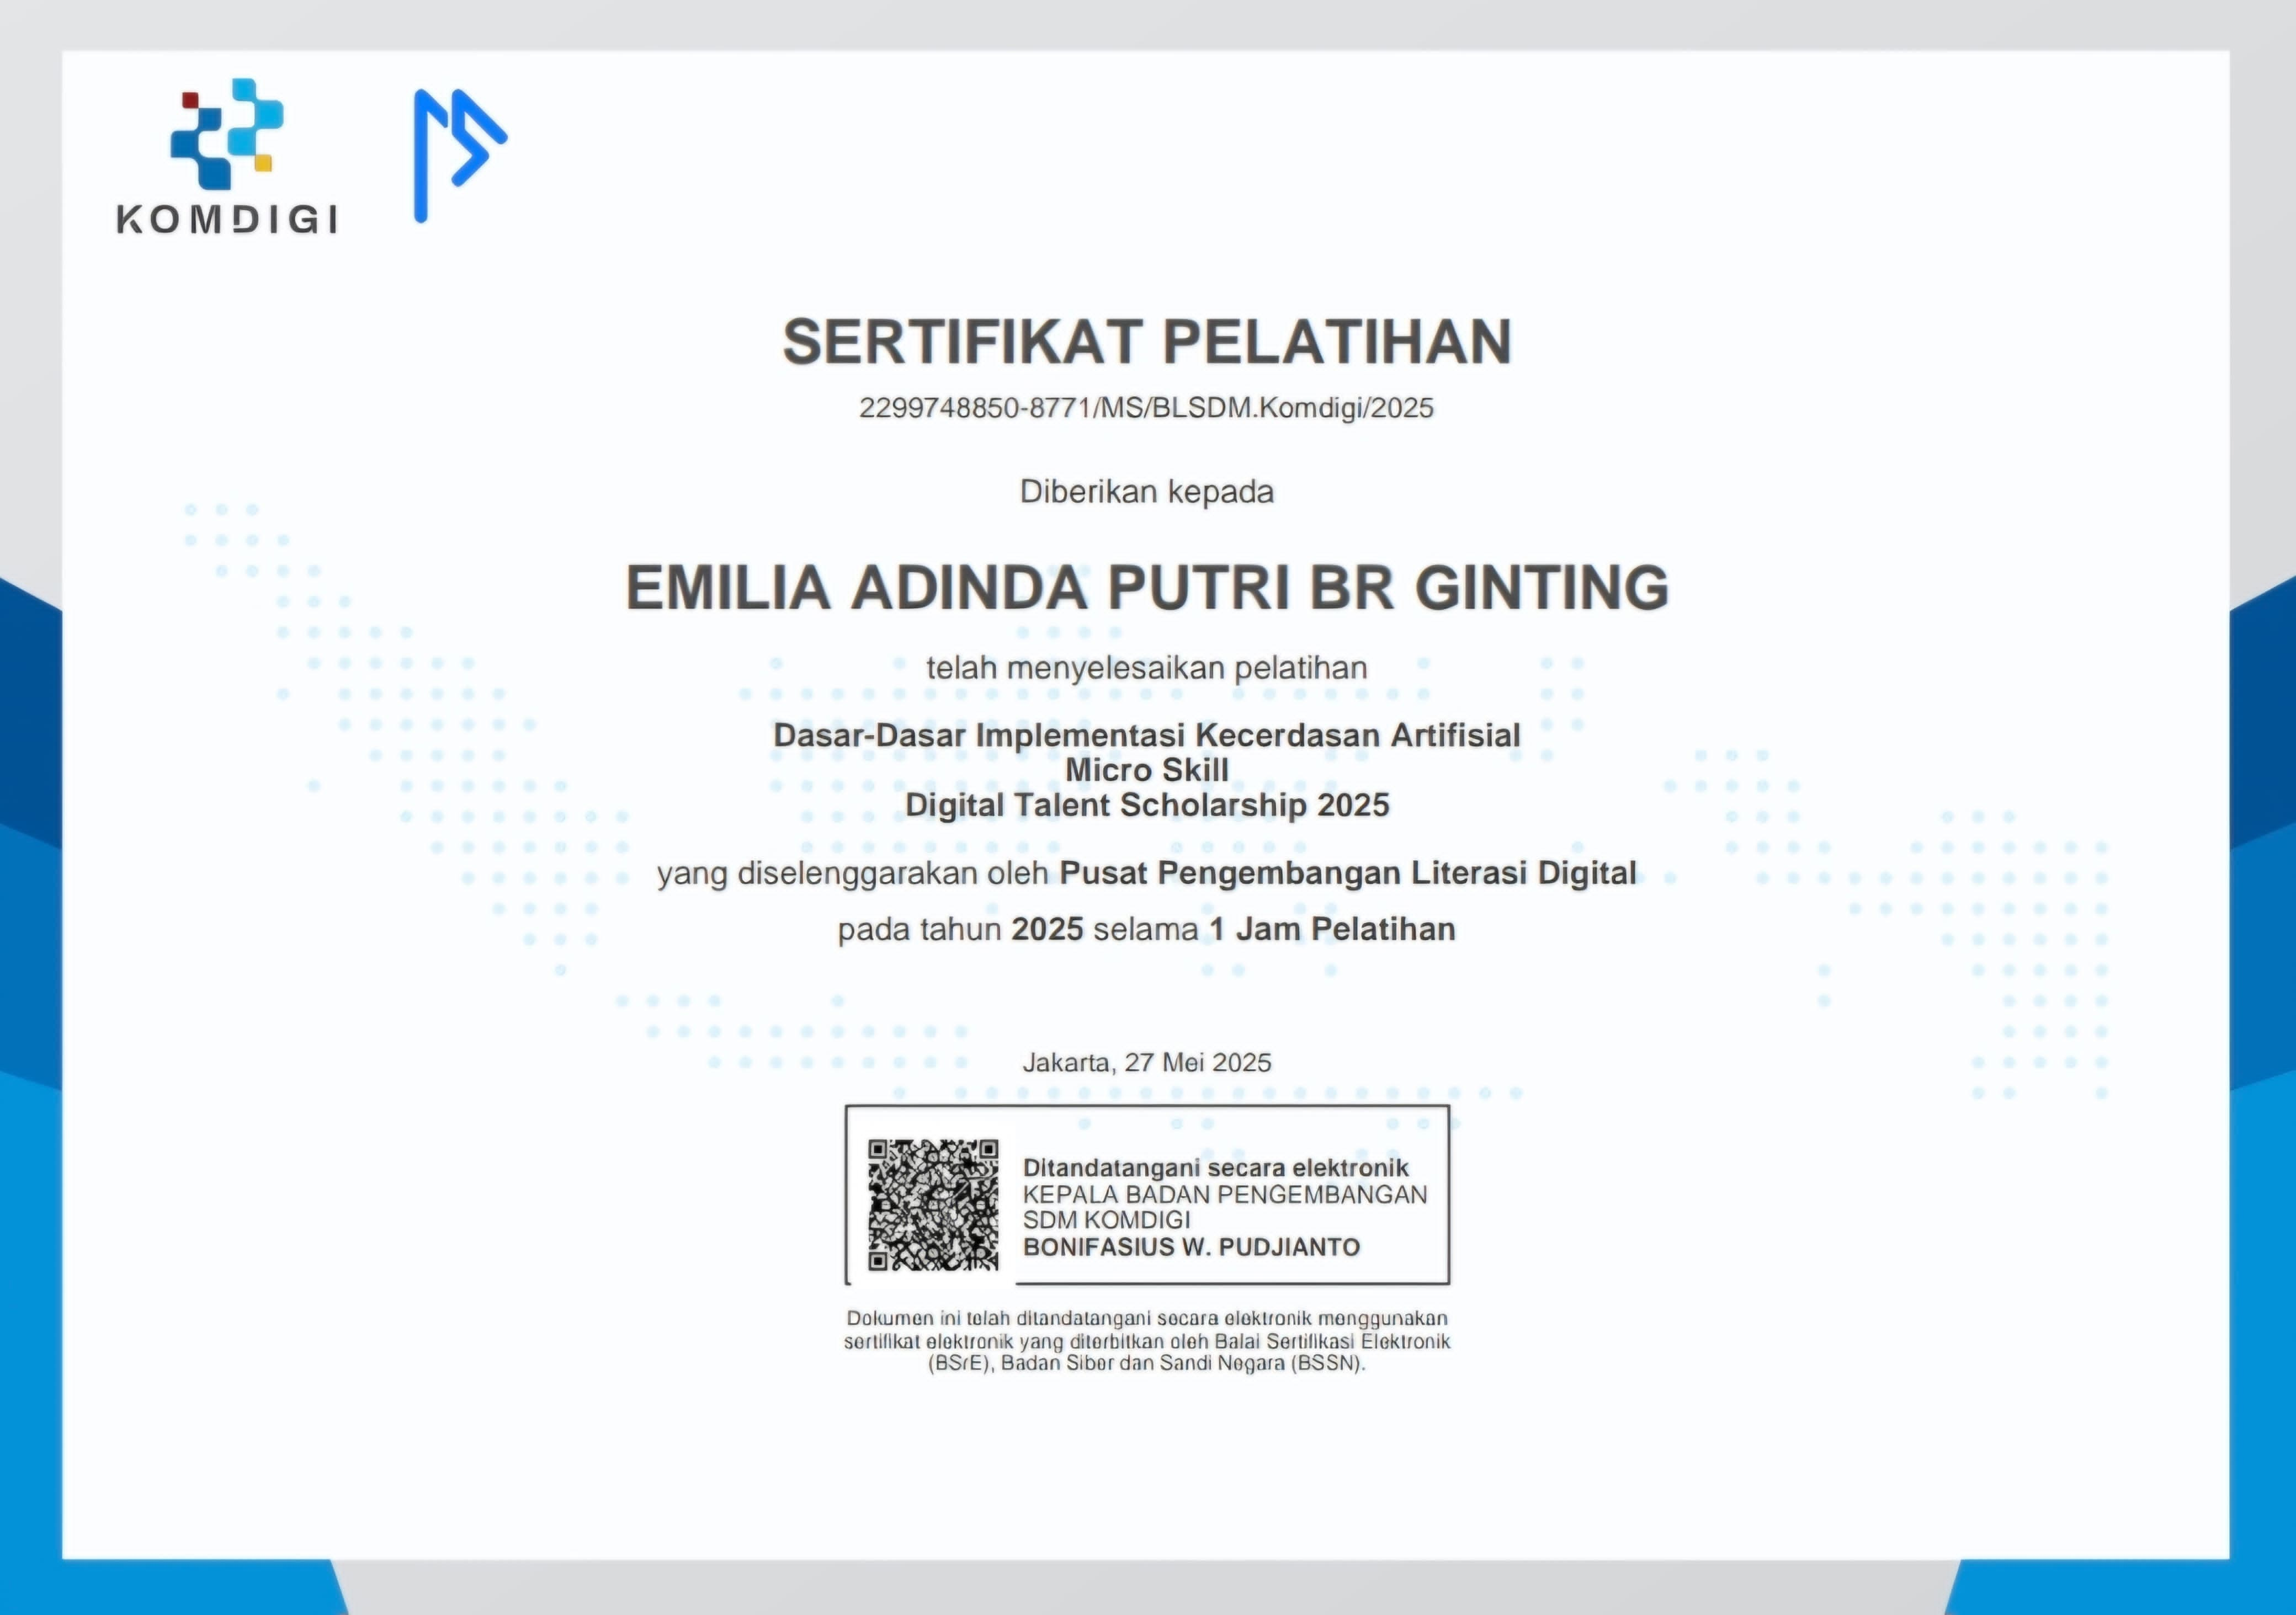 KOMDIGI
SERTIFIKAT PELATIHAN
2299748850-8771/MS/BLSDM.Komdigi/2025
Diberikan kepada
EMILIA ADINDA PUTRI BR GINTING
telah menyelesaikan pelatihan
Dasar-Dasar Implementasi Kecerdasan Artifisial
Micro Skill
Digital Talent Scholarship 2025
yang diselenggarakan oleh Pusat Pengembangan Literasi Digital
pada tahun 2025 selama 1 Jam Pelatihan
Jakarta, 27 Mei 2025
Ditandatangani secara elektronik
KEPALA BADAN PENGEMBANGAN
SDM KOMDIGI
BONIFASIUS W. PUDJIANTO
Dokumen ini telah ditandatangani secara elektronik menggunakan
sertifikat elektronik yang diterbitkan oleh Balai Sertifikasi Elektronik
(BSrE), Badan Siber dan Sandi Negara (BSSN).